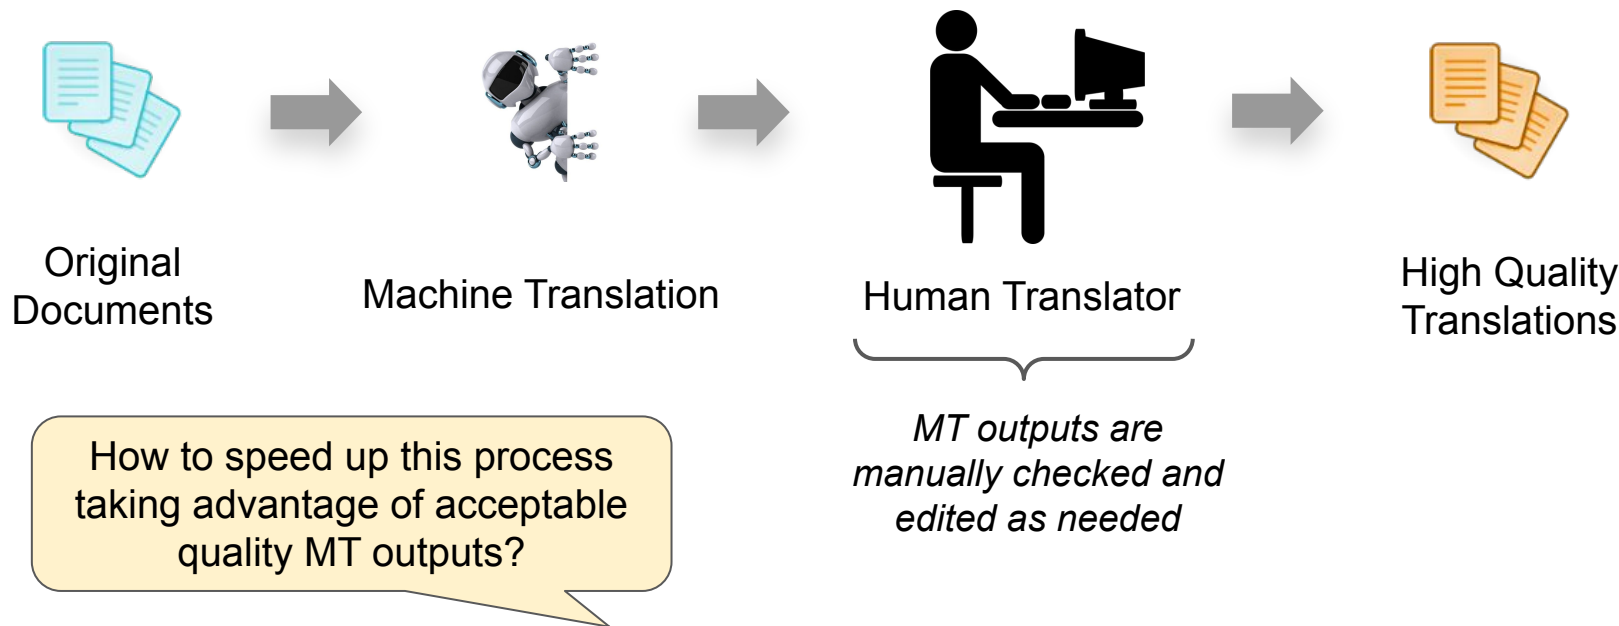 Original
Documents
Machine Translation
Human Translator
High Quality
Translations
MT outputs are
manually checked and
edited as needed
How to speed up this process
taking advantage of acceptable
quality MT outputs?